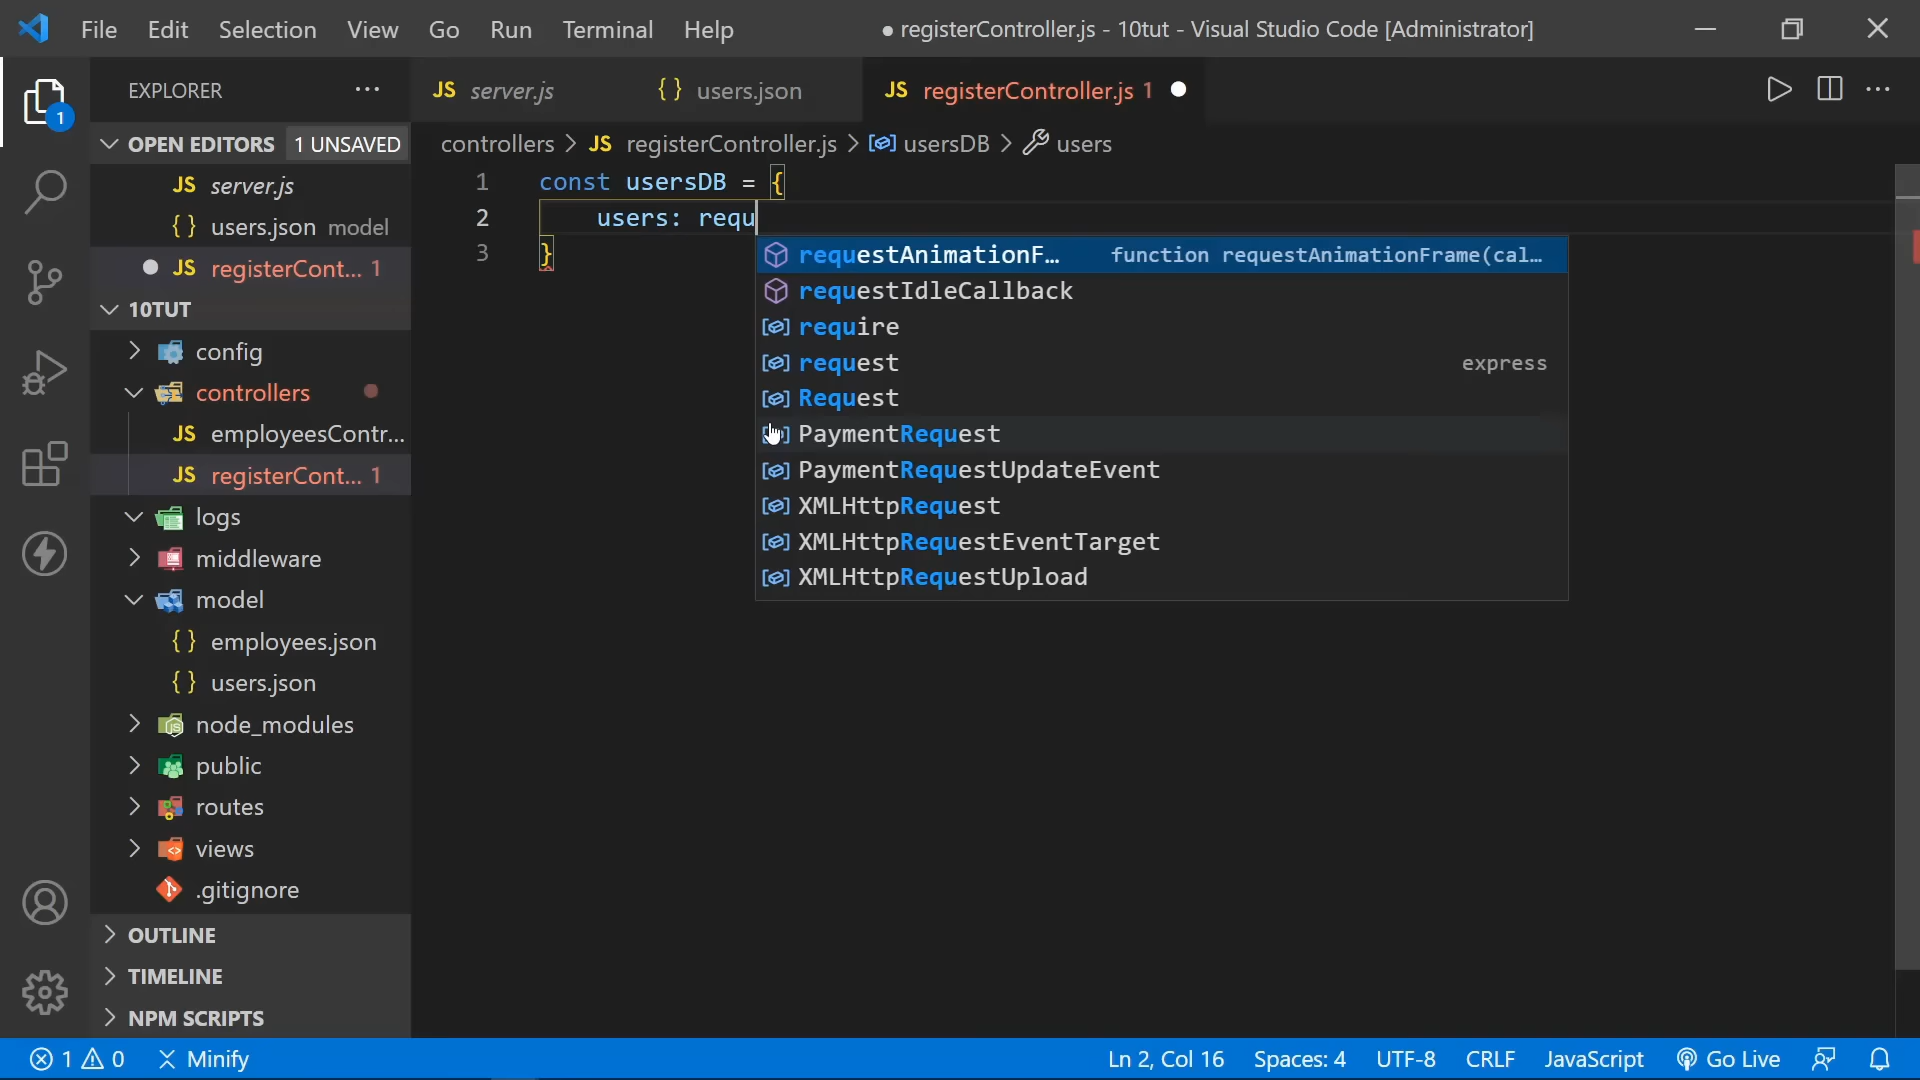 File Edit Selection View Go Run Terminal Help
● registerController.js - 10tut - Visual Studio Code [Administrator]
EXPLORER ···
JS server.js
{} users.json
JS registerController.js 1 ●
OPEN EDITORS 1 UNSAVED
controllers > JS registerController.js > usersDB > users
JS server.js
{} users.json model
● JS registerCont... 1
10TUT
config
controllers
JS employeesContr...
JS registerCont... 1
logs
middleware
model
{} employees.json
{} users.json
node_modules
public
routes
views
.gitignore
OUTLINE
TIMELINE
NPM SCRIPTS
1 const usersDB = {
2 users: requ
3 }
requestAnimationF... function requestAnimationFrame(cal...
requestIdleCallback
require
request express
Request
PaymentRequest
PaymentRequestUpdateEvent
XMLHttpRequest
XMLHttpRequestEventTarget
XMLHttpRequestUpload
1
1 0 Minify
Ln 2, Col 16 Spaces: 4 UTF-8 CRLF JavaScript Go Live